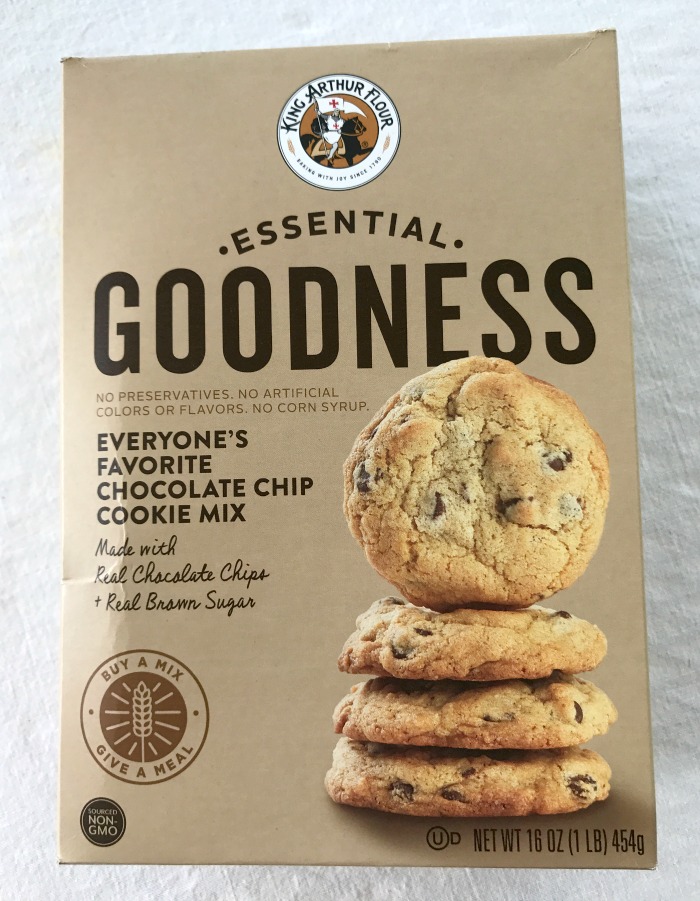 KING ARTHUR FLOUR
BAKING WITH JOY SINCE 1790
·ESSENTIAL·
GOODNESS
NO PRESERVATIVES. NO ARTIFICIAL
COLORS OR FLAVORS. NO CORN SYRUP.
EVERYONE'S
FAVORITE
CHOCOLATE CHIP
COOKIE MIX
Made with
Real Chocolate Chips
+ Real Brown Sugar
BUY A MIX
GIVE A MEAL
SOURCED
NON-
GMO
UD NET WT 16 OZ (1 LB) 454g